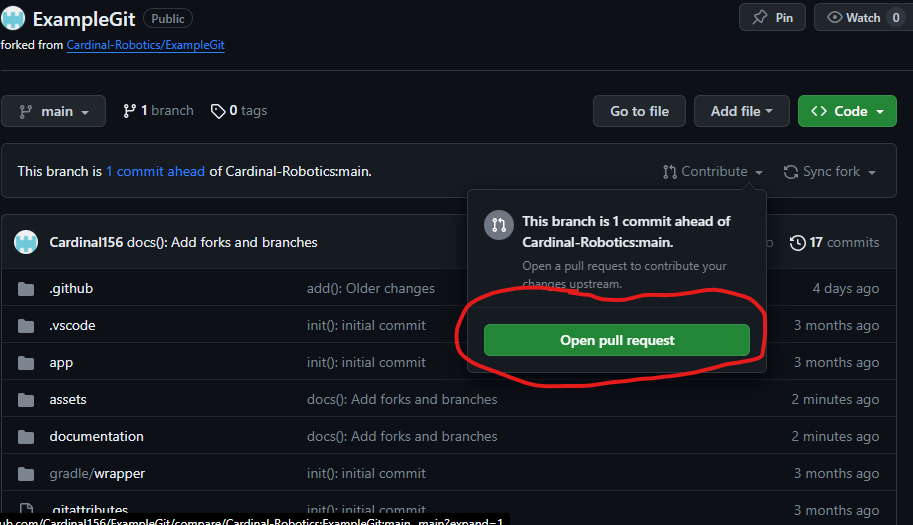 ExampleGit Public
Pin
Watch 0
forked from Cardinal-Robotics/ExampleGit
main
1 branch
0 tags
Go to file
Add file
Code
This branch is 1 commit ahead of Cardinal-Robotics:main.
Contribute
Sync fork
This branch is 1 commit ahead of
Cardinal-Robotics:main.
Open a pull request to contribute your
changes upstream.
Open pull request
Cardinal156 docs(): Add forks and branches
17 commits
.github add(): Older changes 4 days ago
.vscode init(): initial commit 3 months ago
app init(): initial commit 3 months ago
assets docs(): Add forks and branches 2 minutes ago
documentation docs(): Add forks and branches 2 minutes ago
gradle/wrapper init(): initial commit 3 months ago
.gitattributes init(): initial commit 3 months ago
ub.com/Cardinal156/ExampleGit/compare/Cardinal-Robotics:ExampleGit:main...main?expand=1